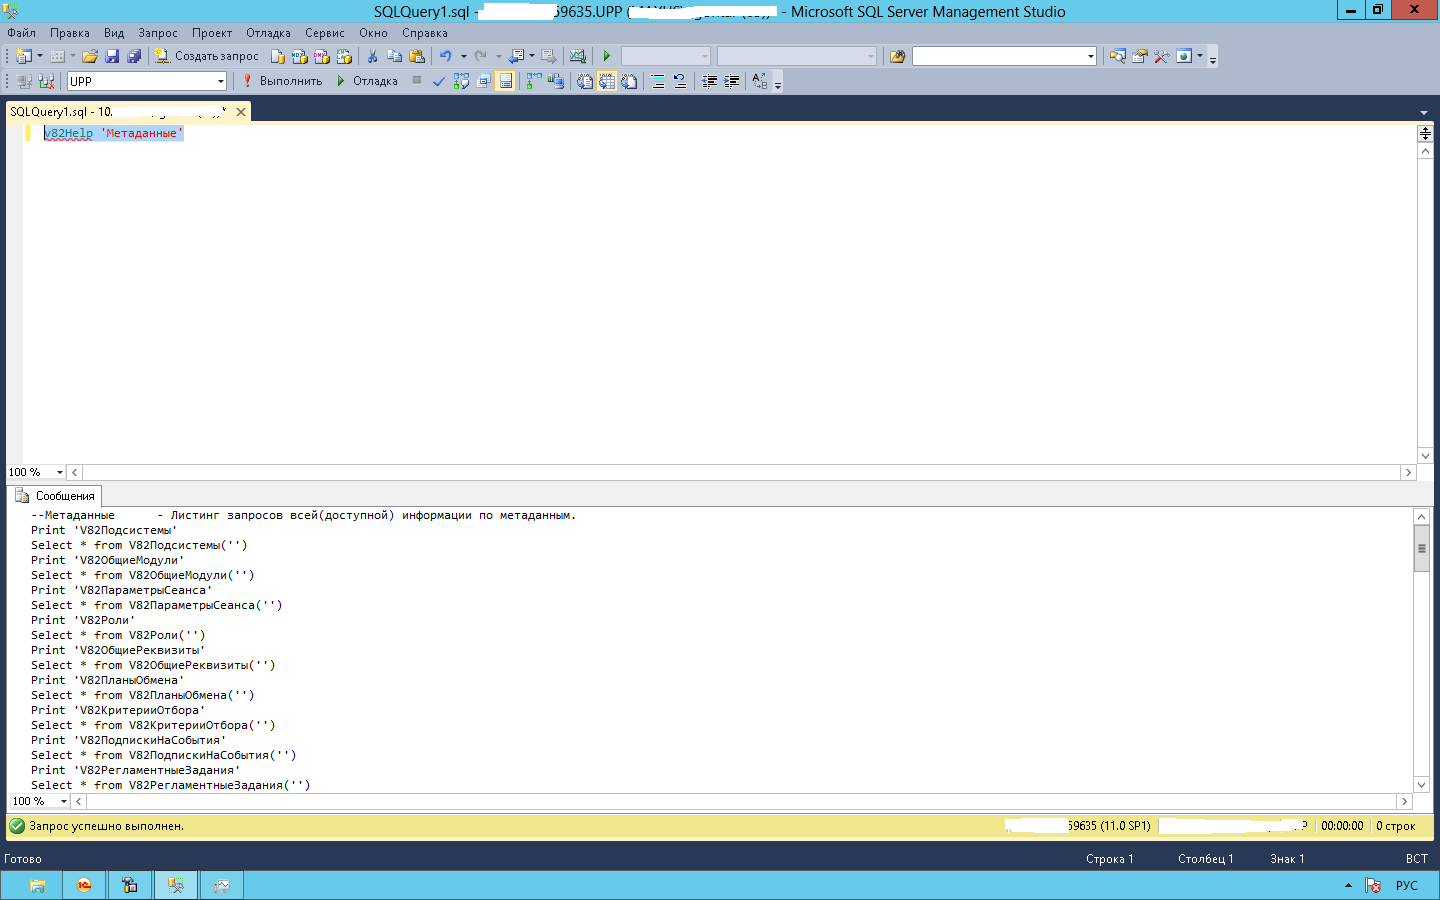 SQLQuery1.sql - 59635.UPP ( - Microsoft SQL Server Management Studio
Файл Правка Вид Запрос Проект Отладка Сервис Окно Справка
Создать запрос
UPP Выполнить Отладка
SQLQuery1.sql - 10. *
v82Help 'Метаданные'
100 %
Сообщения
--Метаданные - Листинг запросов всей(доступной) информации по метаданным.
Print 'V82Подсистемы'
Select * from V82Подсистемы('')
Print 'V82ОбщиеМодули'
Select * from V82ОбщиеМодули('')
Print 'V82ПараметрыСеанса'
Select * from V82ПараметрыСеанса('')
Print 'V82Роли'
Select * from V82Роли('')
Print 'V82ОбщиеРеквизиты'
Select * from V82ОбщиеРеквизиты('')
Print 'V82ПланыОбмена'
Select * from V82ПланыОбмена('')
Print 'V82КритерииОтбора'
Select * from V82КритерииОтбора('')
Print 'V82ПодпискиНаСобытия'
Select * from V82ПодпискиНаСобытия('')
Print 'V82РегламентныеЗадания'
Select * from V82РегламентныеЗадания('')
100 %
Запрос успешно выполнен. 59635 (11.0 SP1) 00:00:00 0 строк
Готово Строка 1 Столбец 1 Знак 1 ВСТ
РУС